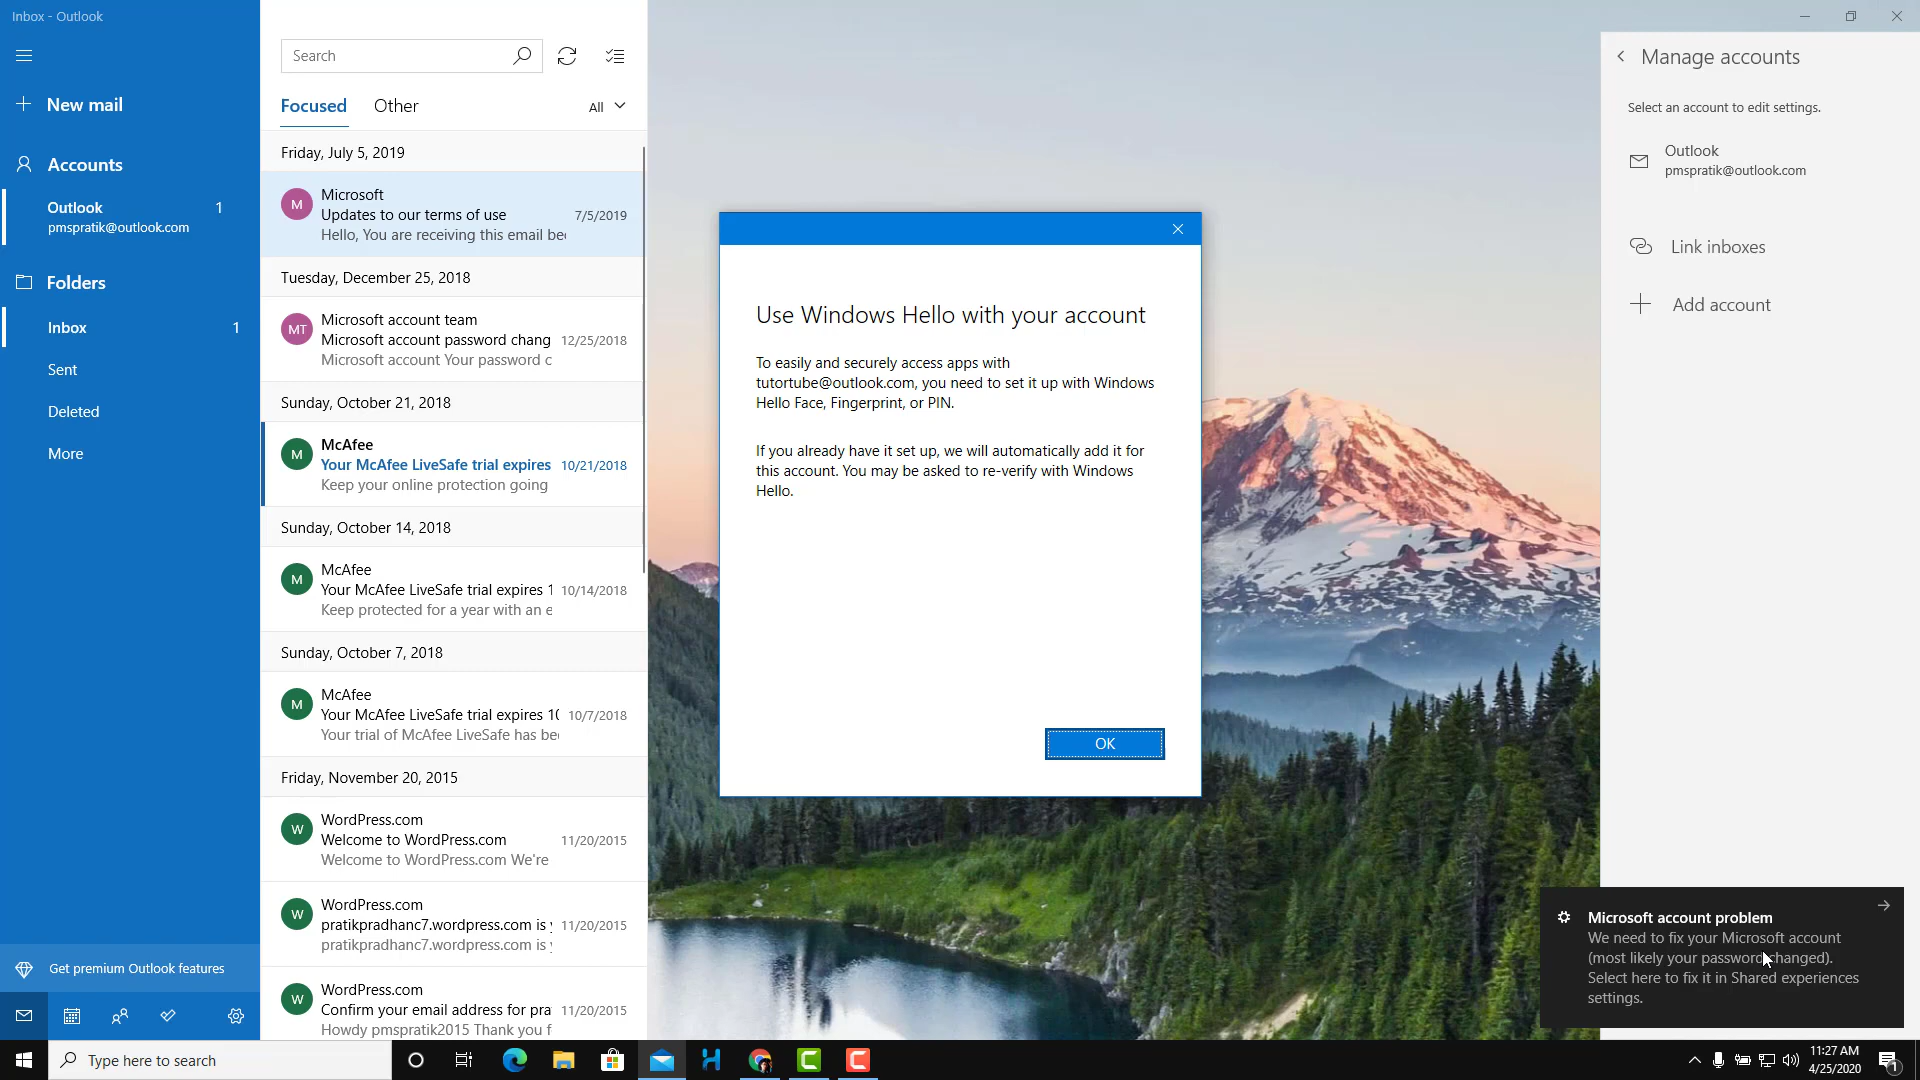 Inbox - Outlook
New mail
Accounts
Outlook 1
pmspratik@outlook.com
Folders
Inbox 1
Sent
Deleted
More
Get premium Outlook features
Search
Focused Other All
Friday, July 5, 2019
M
Microsoft
Updates to our terms of use 7/5/2019
Hello, You are receiving this email be
Tuesday, December 25, 2018
MT
Microsoft account team
Microsoft account password chang 12/25/2018
Microsoft account Your password c
Sunday, October 21, 2018
M
McAfee
Your McAfee LiveSafe trial expires 10/21/2018
Keep your online protection going
Sunday, October 14, 2018
M
McAfee
Your McAfee LiveSafe trial expires 1 10/14/2018
Keep protected for a year with an e
Sunday, October 7, 2018
M
McAfee
Your McAfee LiveSafe trial expires 10 10/7/2018
Your trial of McAfee LiveSafe has bee
Friday, November 20, 2015
W
WordPress.com
Welcome to WordPress.com 11/20/2015
Welcome to WordPress.com We're
W
WordPress.com
pratikpradhanc7.wordpress.com is 11/20/2015
pratikpradhanc7.wordpress.com is
W
WordPress.com
Confirm your email address for pra 11/20/2015
Howdy pmspratik2015 Thank you f
Use Windows Hello with your account
To easily and securely access apps with
tutortube@outlook.com, you need to set it up with Windows
Hello Face, Fingerprint, or PIN.
If you already have it set up, we will automatically add it for
this account. You may be asked to re-verify with Windows
Hello.
OK
Manage accounts
Select an account to edit settings.
Outlook
pmspratik@outlook.com
Link inboxes
Add account
Microsoft account problem
We need to fix your Microsoft account
(most likely your password changed).
Select here to fix it in Shared experiences
settings.
Type here to search
11:27 AM
4/25/2020
1